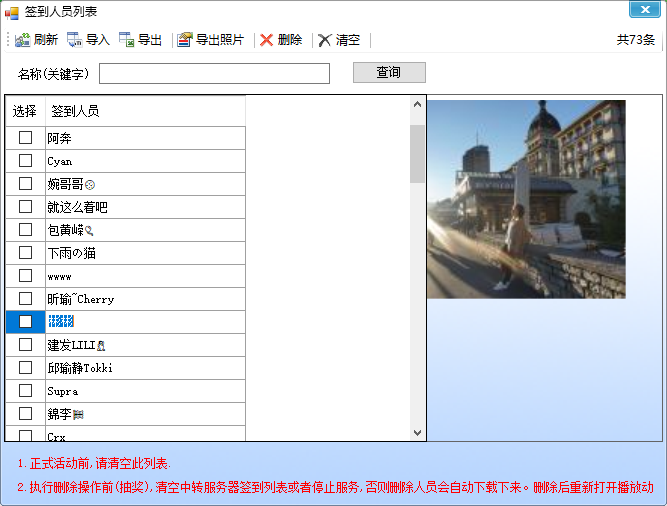 签到人员列表
刷新 导入 导出 导出照片 删除 清空 共73条
名称(关键字) 查询
选择 签到人员
阿奔
Cyan
婉哥哥
就这么着吧
包黄嵘
下雨の猫
wwww
昕瑜~Cherry
建发LILI
邱瑜静Tokki
Supra
錦李
Crx
1. 正式活动前,请清空此列表.
2. 执行删除操作前(抽奖),清空中转服务器签到列表或者停止服务,否则删除人员会自动下载下来。删除后重新打开播放动